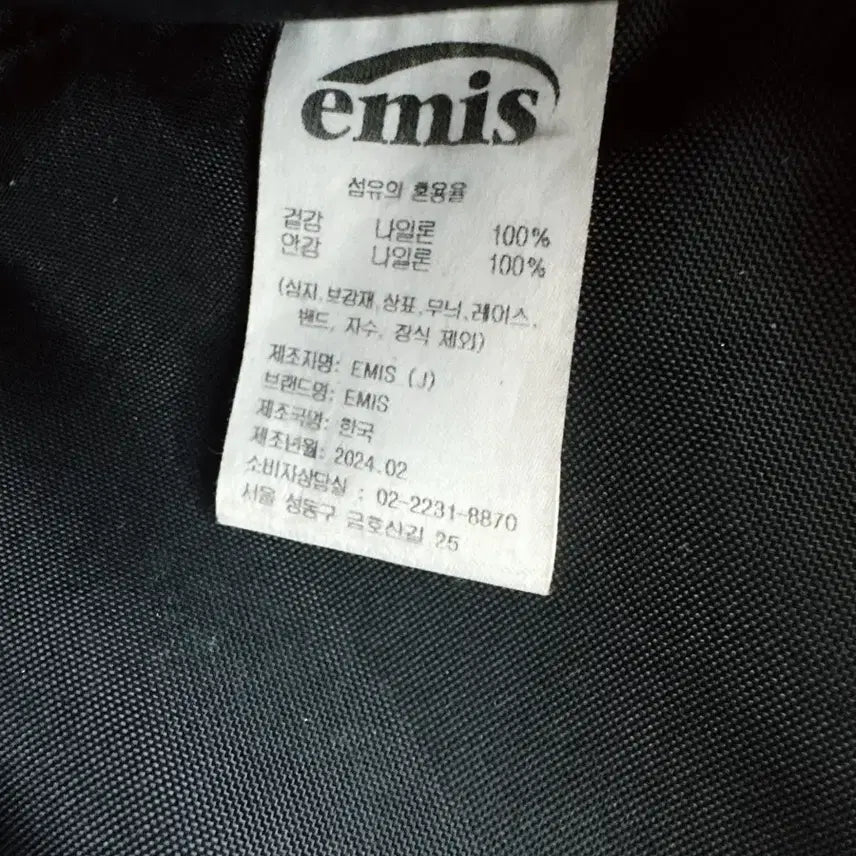 emis
섬유의 혼용율
겉감 나일론 100%
안감 나일론 100%
(심지,보강재,상표,무늬,레이스,
밴드, 자수, 장식 제외)
제조자명: EMIS (J)
브랜드명: EMIS
제조국명: 한국
제조년월: 2024.02
소비자상담실 : 02-2231-8870
서울 성동구 금호산길 25